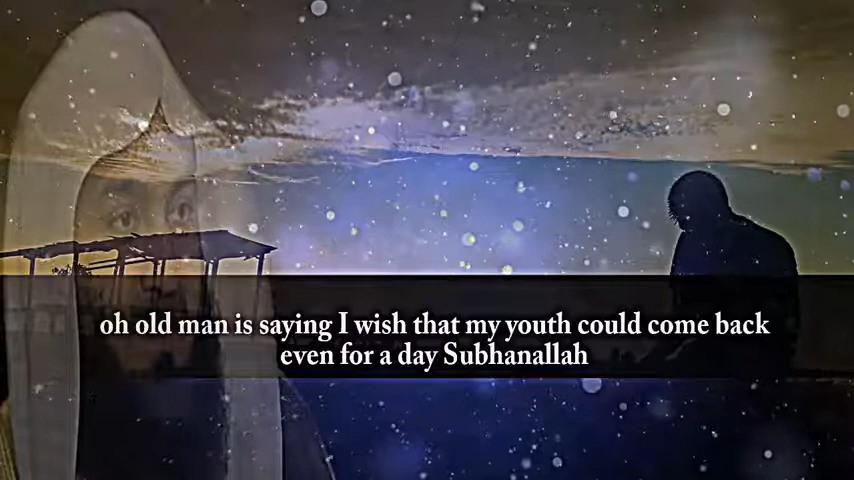 oh old man is saying I wish that my youth could come back
even for a day Subhanallah